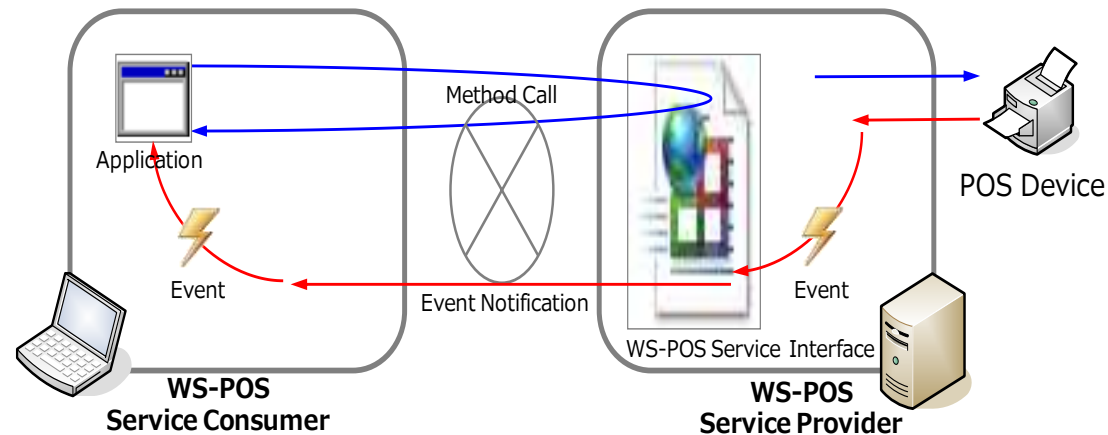 Method Call
Application
POS Device
Event
Event Notification
Event
WS-POS Service Interface
WS-POS
Service Consumer
WS-POS
Service Provider